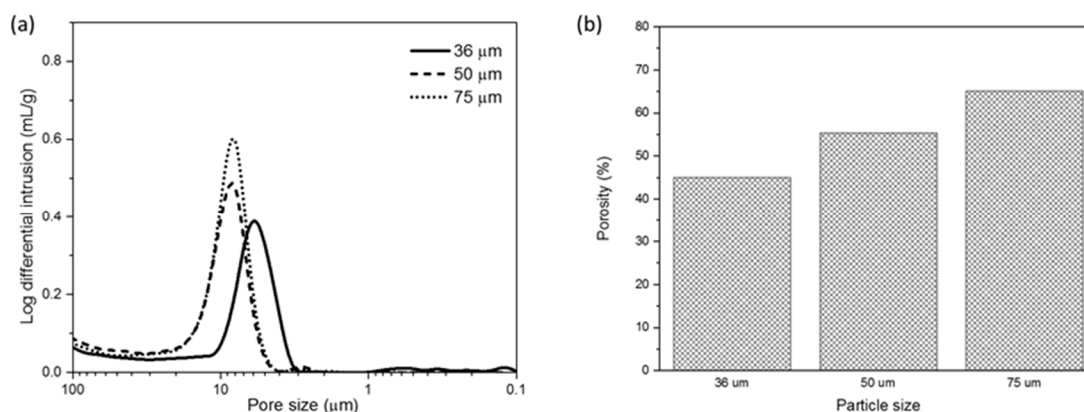 (a)
Log differential intrusion (mL/g)
0.8
0.6
0.4
0.2
0.0
36 μm
50 μm
75 μm
100
10
1
0.1
Pore size (μm)
(b)
Porosity (%)
80
70
60
50
40
30
20
10
0
36 um
50 um
75 um
Particle size